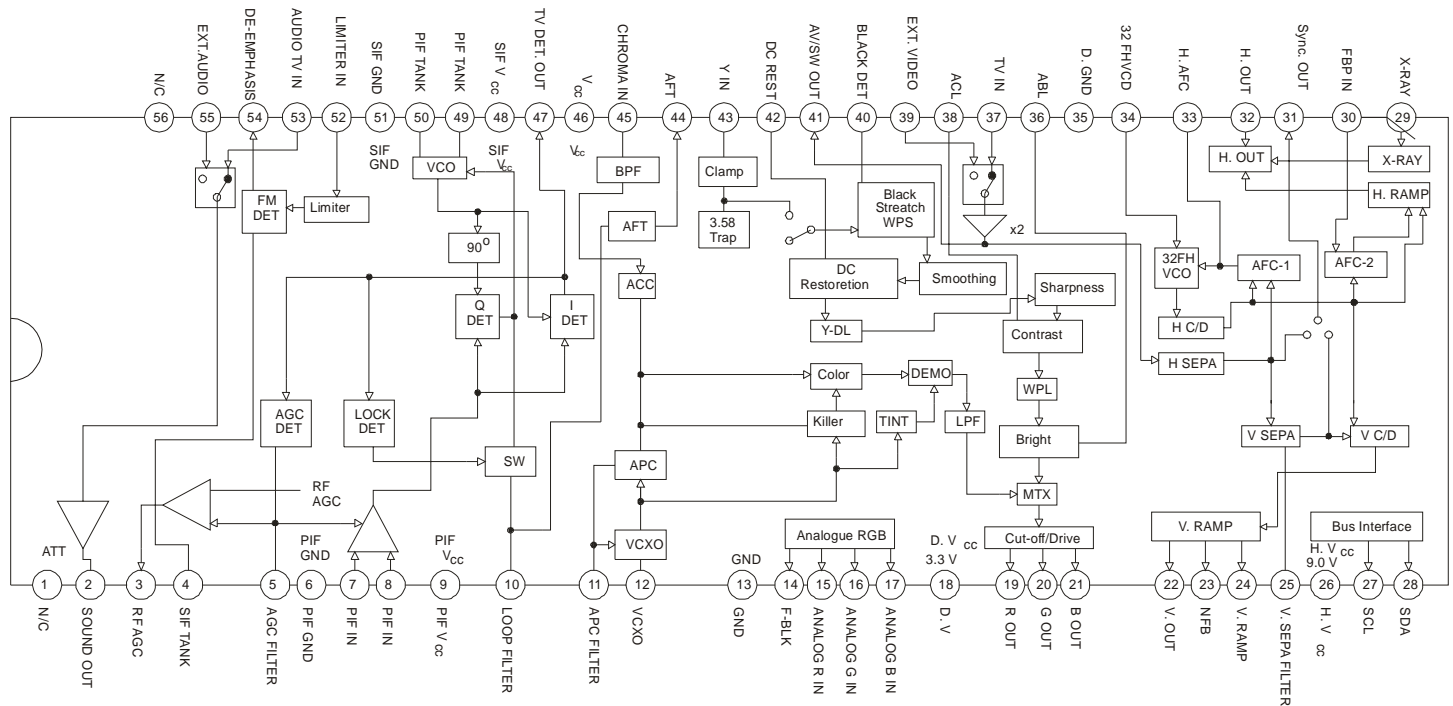 N/C
EXT.AUDIO
DE-EMPHASIS
AUDIO TV IN
LIMITER IN
SIF GND
PIF TANK
PIF TANK
SIF V cc
TV DET. OUT
V cc
CHROMA IN
AFT
Y IN
DC REST
AV/SW OUT
BLACK DET
EXT. VIDEO
ACL
TV IN
ABL
D. GND
32 FHVCD
H. AFC
H. OUT
Sync. OUT
FBP IN
X-RAY
56
55
54
53
52
51
50
49
48
47
46
45
44
43
42
41
40
39
38
37
36
35
34
33
32
31
30
29
SIF
GND
VCO
SIF
Vcc
Vcc
BPF
Clamp
H. OUT
X-RAY
FM
DET
Limiter
AFT
3.58
Trap
Black
Streatch
WPS
x2
H. RAMP
90o
ACC
DC
Restoretion
Smoothing
Sharpness
32FH
VCO
AFC-1
AFC-2
Q
DET
I
DET
Y-DL
Contrast
H C/D
H SEPA
Color
DEMO
WPL
AGC
DET
LOCK
DET
Killer
TINT
LPF
Bright
V SEPA
V C/D
SW
APC
MTX
RF
AGC
VCXO
Analogue RGB
Cut-off/Drive
V. RAMP
Bus Interface
ATT
PIF
GND
PIF
Vcc
GND
D. V cc
3.3 V
H. V cc
9.0 V
1
2
3
4
5
6
7
8
9
10
11
12
13
14
15
16
17
18
19
20
21
22
23
24
25
26
27
28
N/C
SOUND OUT
RF AGC
SIF TANK
AGC FILTER
PIF GND
PIF IN
PIF IN
PIF V cc
LOOP FILTER
APC FILTER
VCXO
GND
F-BLK
ANALOG R IN
ANALOG G IN
ANALOG B IN
D. V
R OUT
G OUT
B OUT
V. OUT
NFB
V. RAMP
V. SEPA FILTER
H. V cc
SCL
SDA